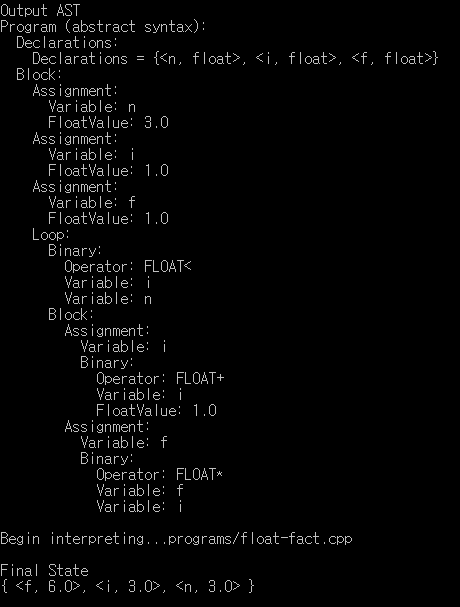 Output AST
Program (abstract syntax):
Declarations:
Declarations = {<n, float>, <i, float>, <f, float>}
Block:
Assignment:
Variable: n
FloatValue: 3.0
Assignment:
Variable: i
FloatValue: 1.0
Assignment:
Variable: f
FloatValue: 1.0
Loop:
Binary:
Operator: FLOAT<
Variable: i
Variable: n
Block:
Assignment:
Variable: i
Binary:
Operator: FLOAT+
Variable: i
FloatValue: 1.0
Assignment:
Variable: f
Binary:
Operator: FLOAT*
Variable: f
Variable: i
Begin interpreting...programs/float-fact.cpp
Final State
{ <f, 6.0>, <i, 3.0>, <n, 3.0> }